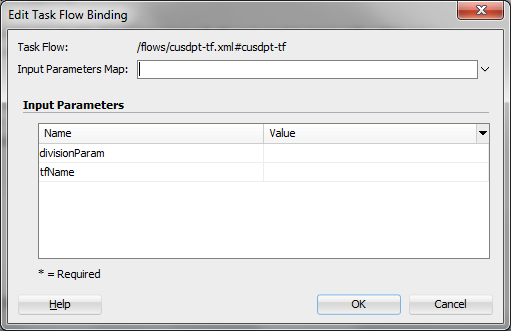 Edit Task Flow Binding
Task Flow: /flows/cusdpt-tf.xml#cusdpt-tf
Input Parameters Map:
Input Parameters
Name Value
divisionParam
tfName
* = Required
Help OK Cancel